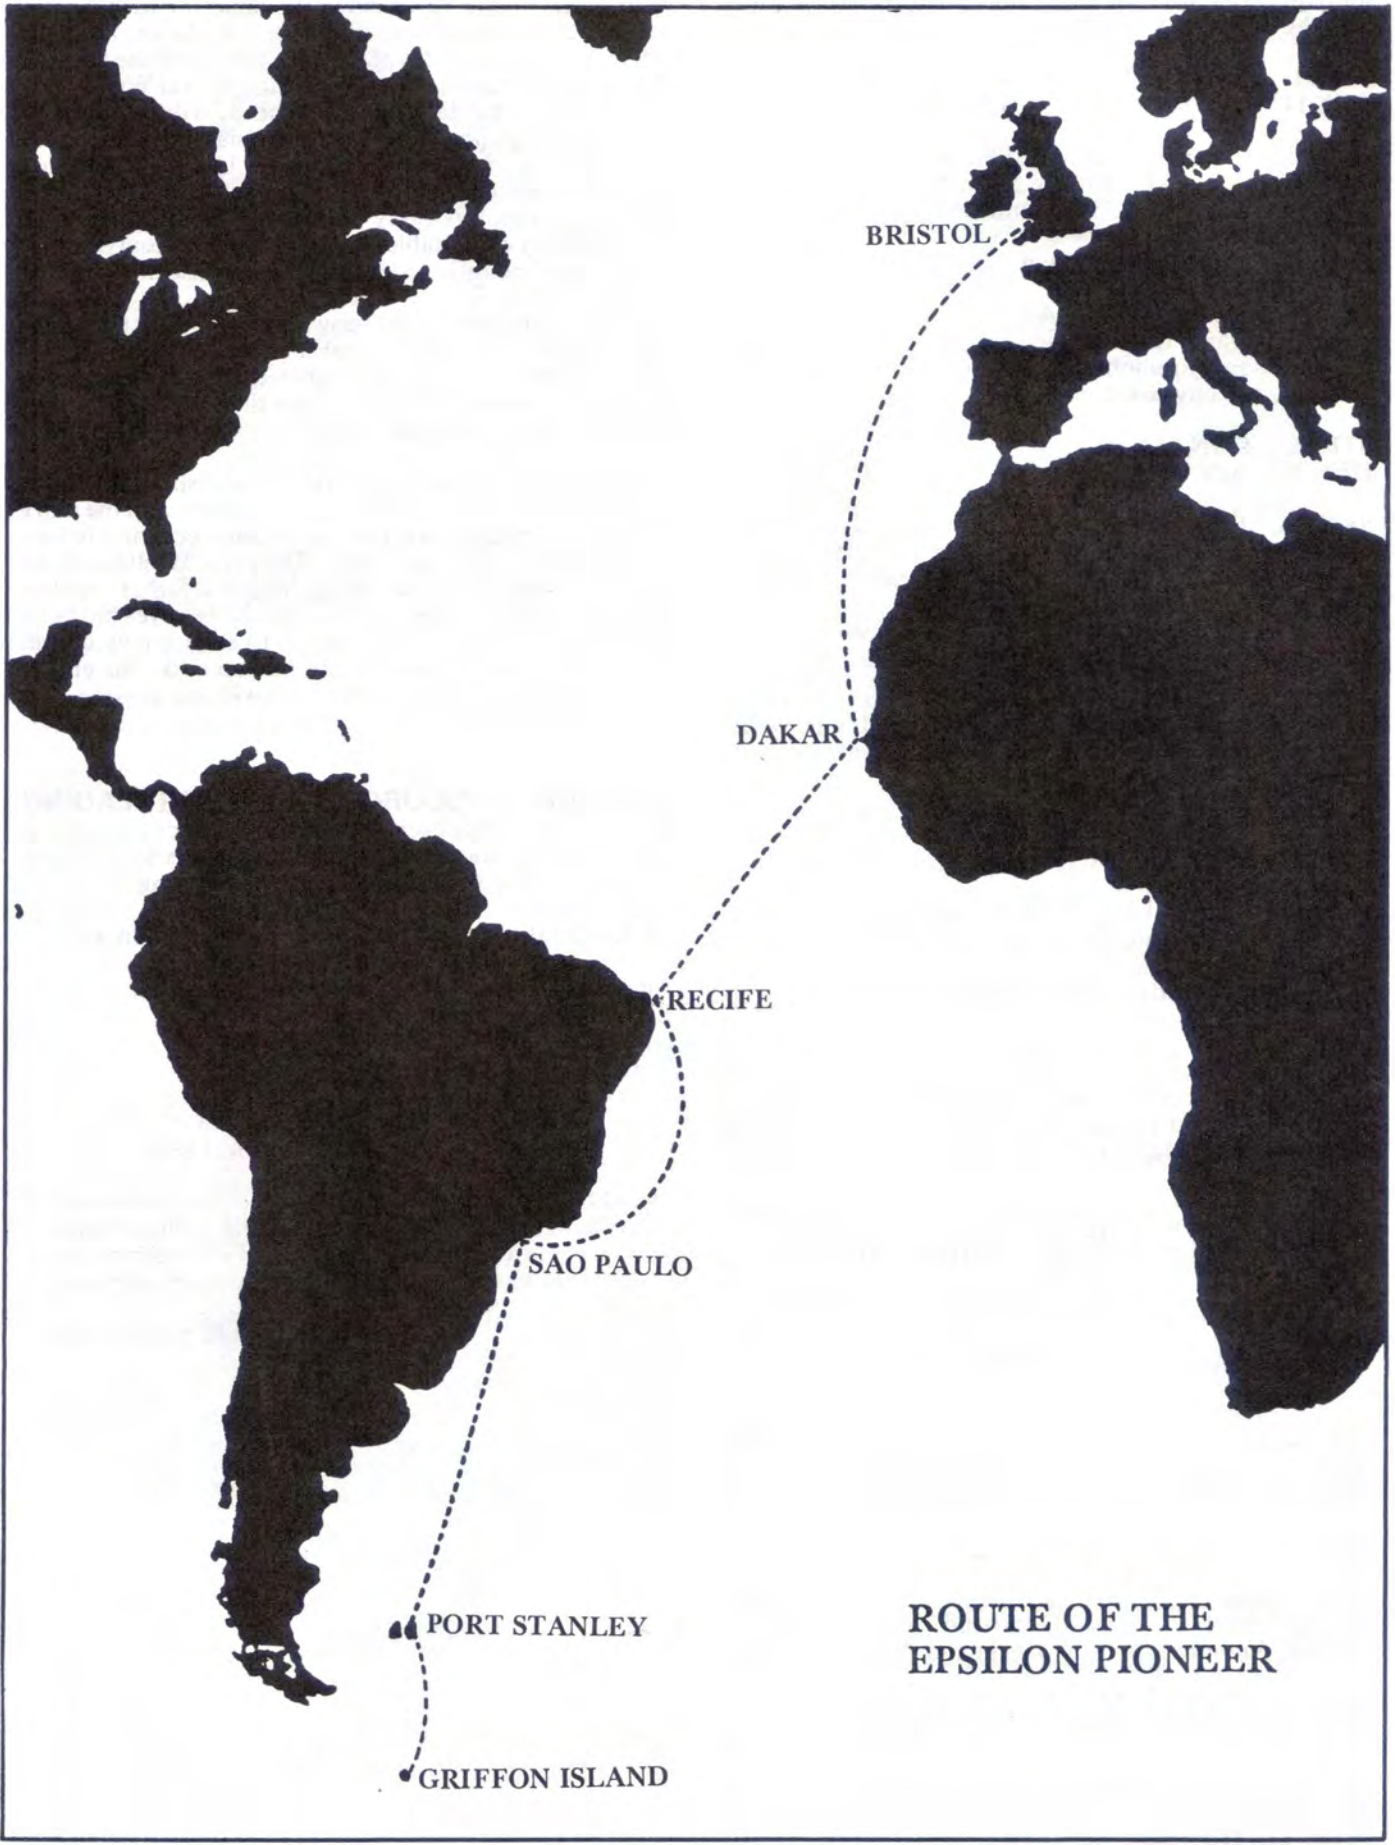 BRISTOL
DAKAR
RECIFE
SAO PAULO
PORT STANLEY
ROUTE OF THE
EPSILON PIONEER
GRIFFON ISLAND